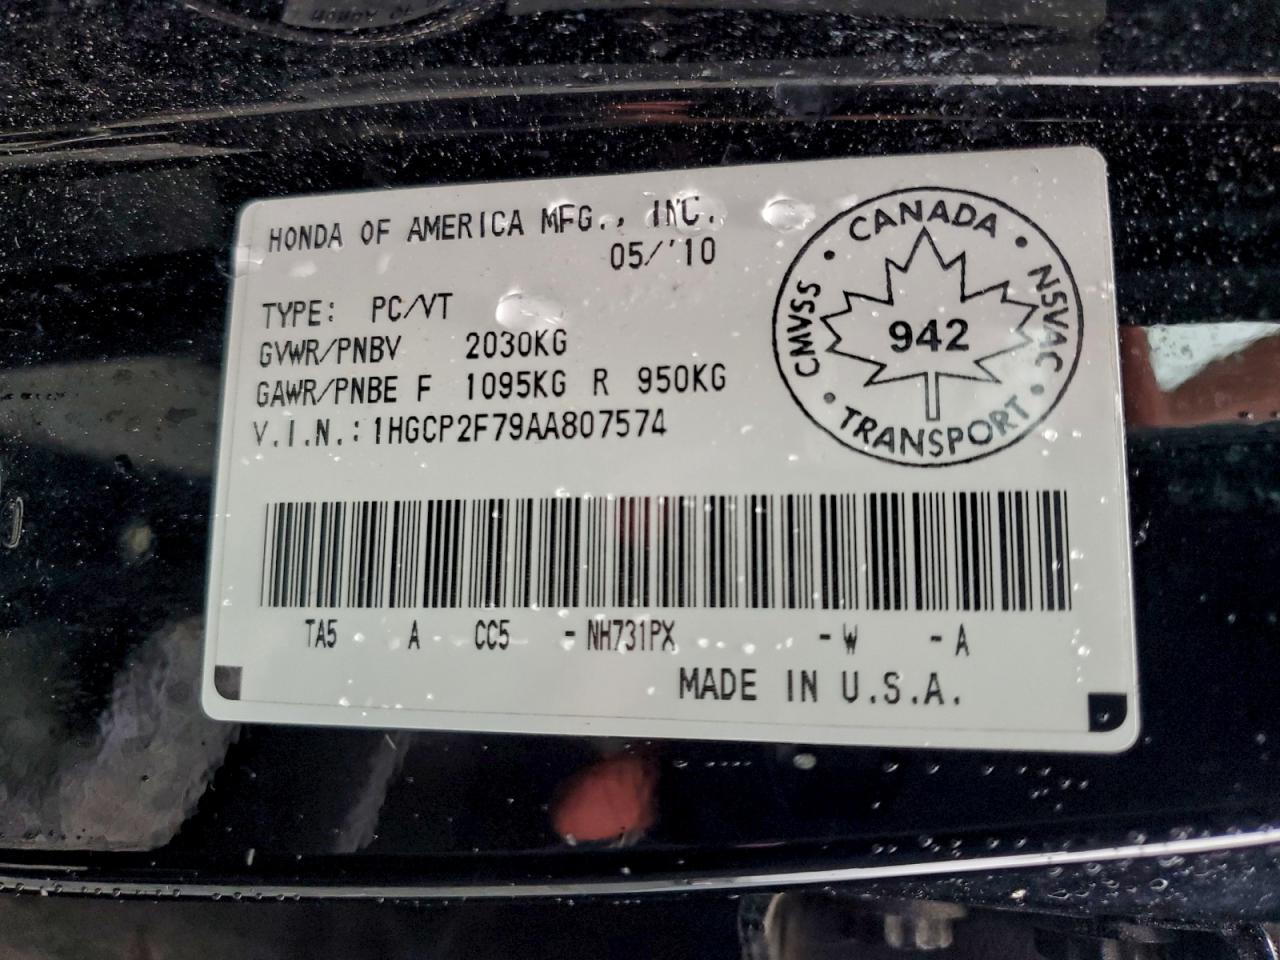 HONDA OF AMERICA MFG., INC.
05/'10
TYPE: PC/VT
GVWR/PNBV 2030KG
GAWR/PNBE F 1095KG R 950KG
V.I.N.: 1HGCP2F79AA807574
CANADA
CMVSS
942
NSVAC
TRANSPORT
TA5 A CC5 - NH731PX - W - A
MADE IN U.S.A.